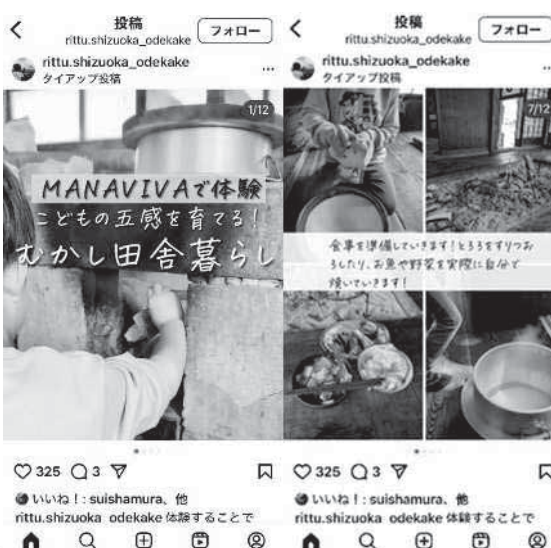 投稿
rittu.shizuoka_odekake
フォロー
rittu.shizuoka_odekake
タイアップ投稿
1/12
MANAVIVAで体験
こどもの五感を育てる!
むかし田舎暮らし
325
3
いいね!: suishamura、他
rittu.shizuoka_odekake 体験することで
投稿
rittu.shizuoka_odekake
フォロー
rittu.shizuoka_odekake
タイアップ投稿
7/12
食事を準備していきます!とろろをすりつお
ろしたり、お魚や野菜を実際に自分で
焼いていきます!
325
3
いいね!: suishamura、他
rittu.shizuoka_odekake 体験することで